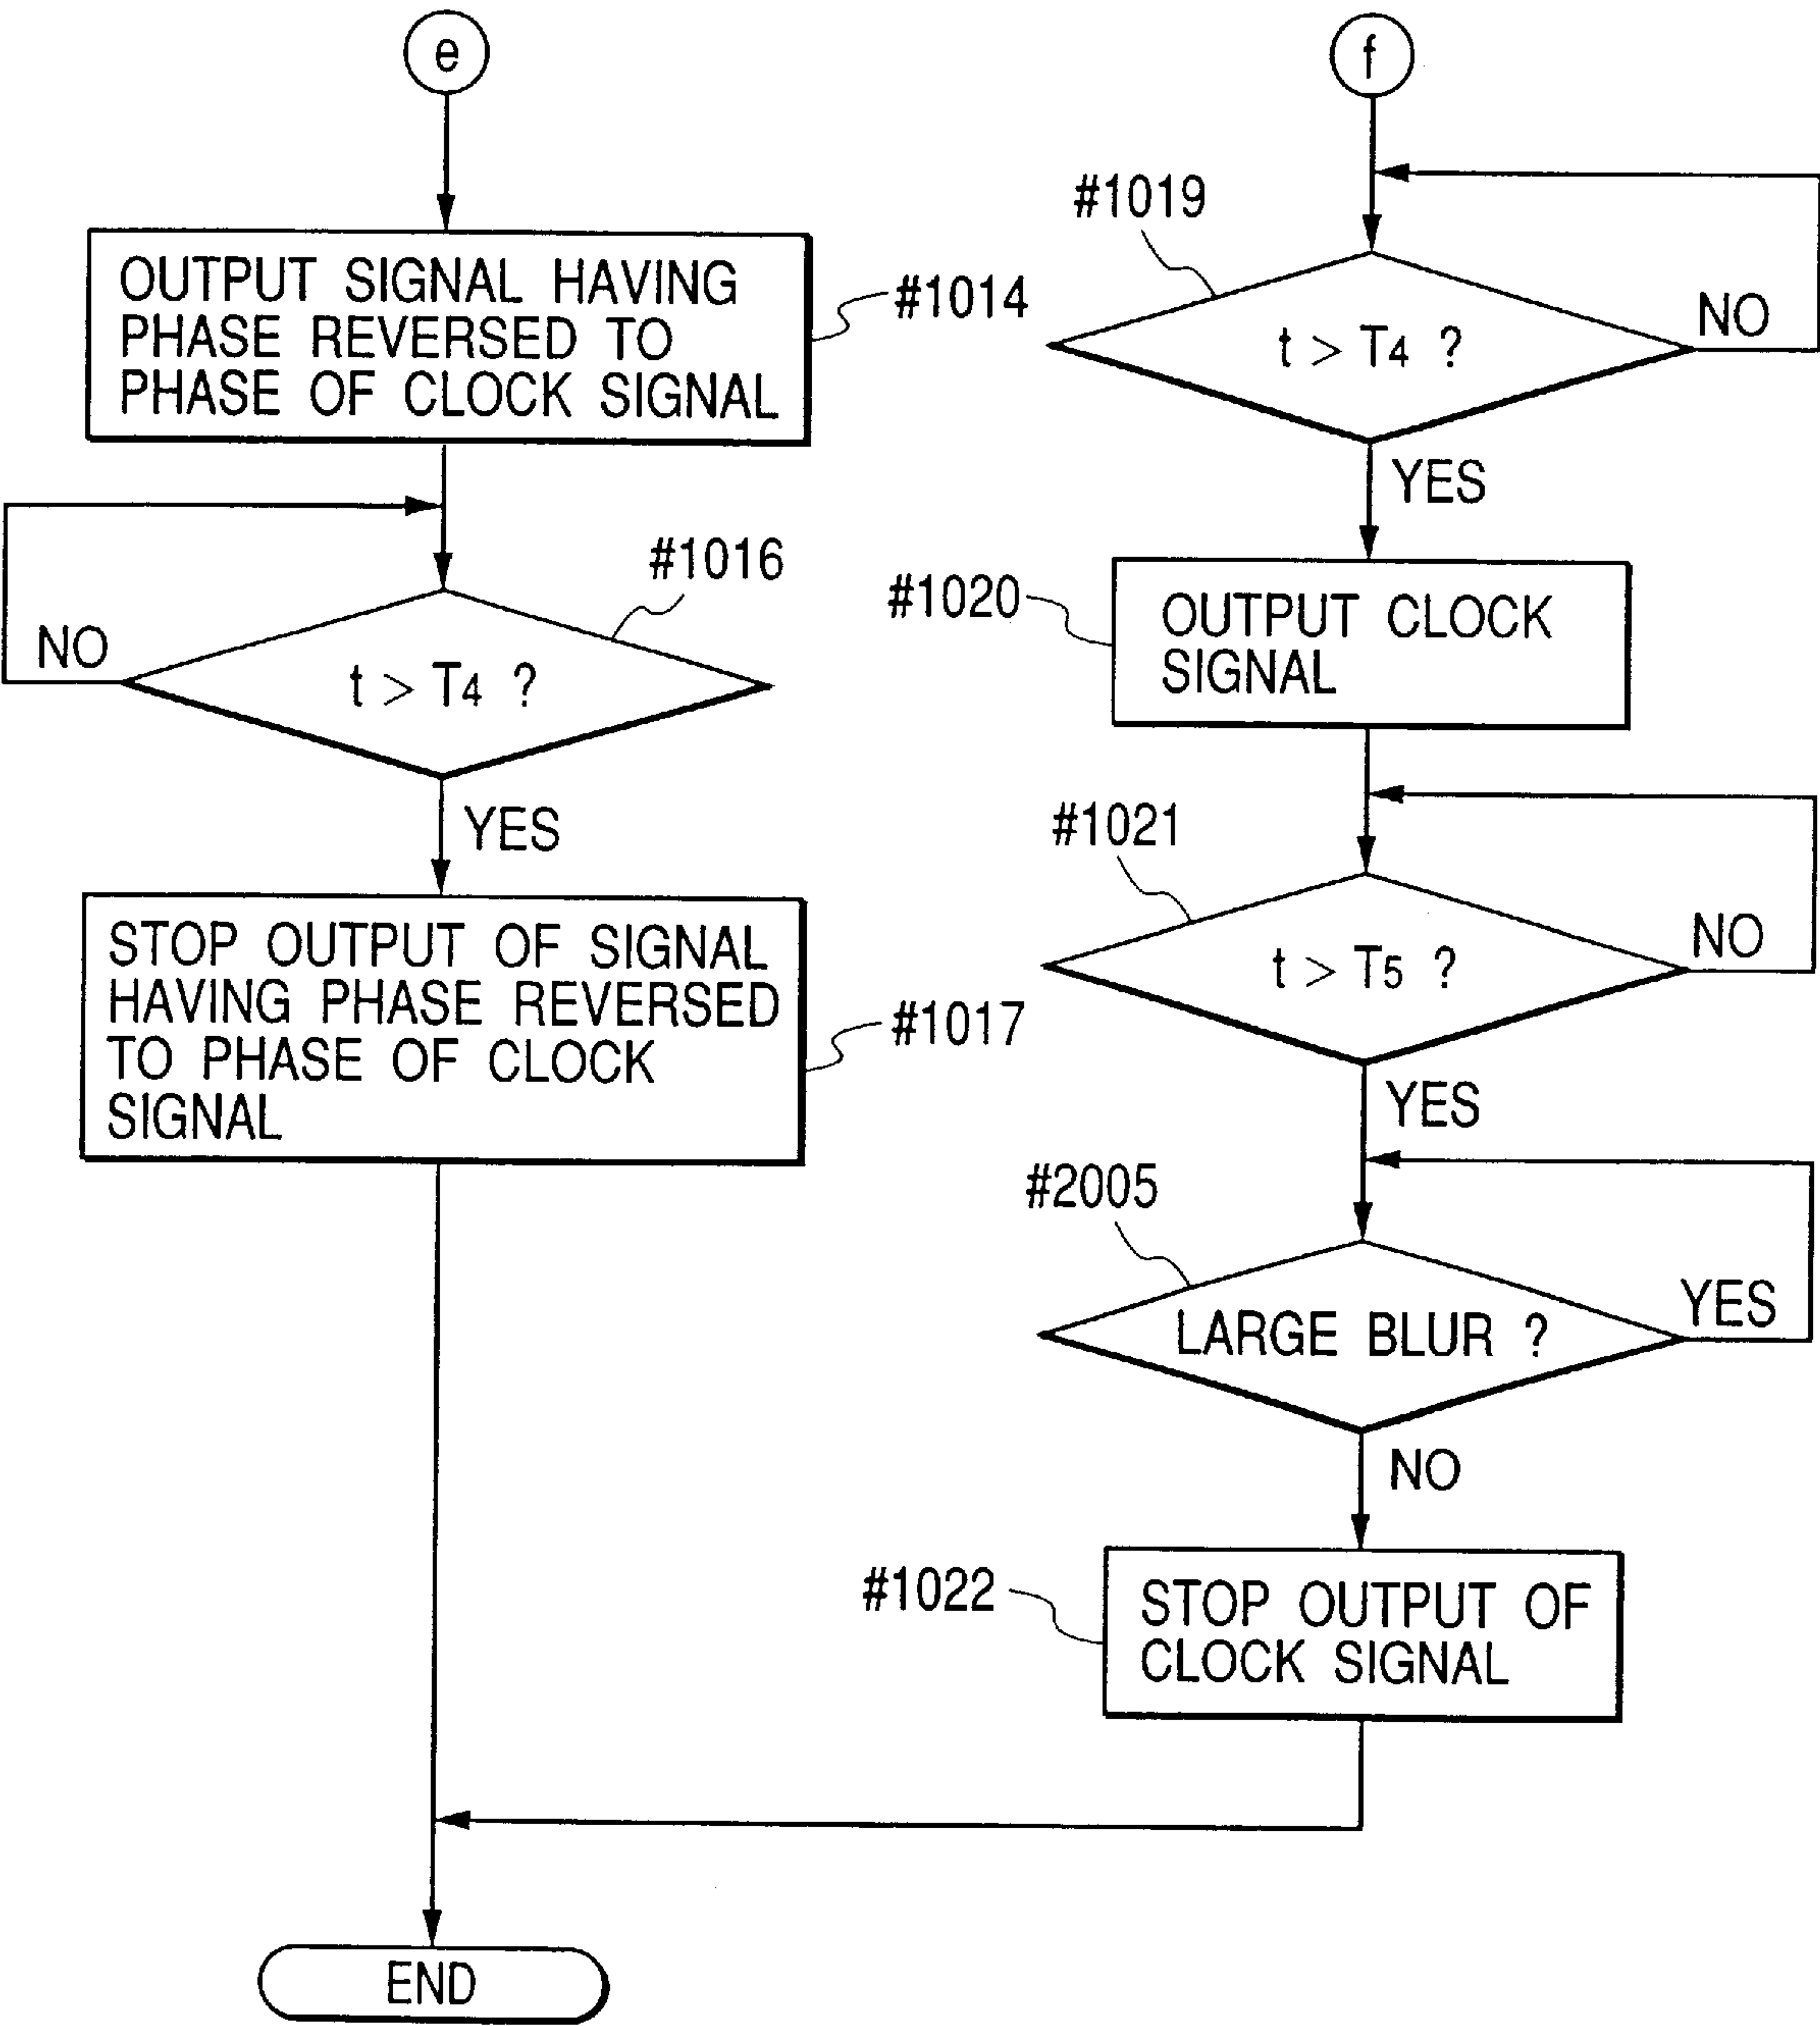 e
OUTPUT SIGNAL HAVING
PHASE REVERSED TO
PHASE OF CLOCK SIGNAL
#1014
#1016
NO
t > T4 ?
YES
STOP OUTPUT OF SIGNAL
HAVING PHASE REVERSED
TO PHASE OF CLOCK
SIGNAL
#1017
f
#1019
t > T4 ?
NO
YES
#1020
OUTPUT CLOCK
SIGNAL
#1021
t > T5 ?
NO
YES
#2005
LARGE BLUR ?
YES
NO
#1022
STOP OUTPUT OF
CLOCK SIGNAL
END